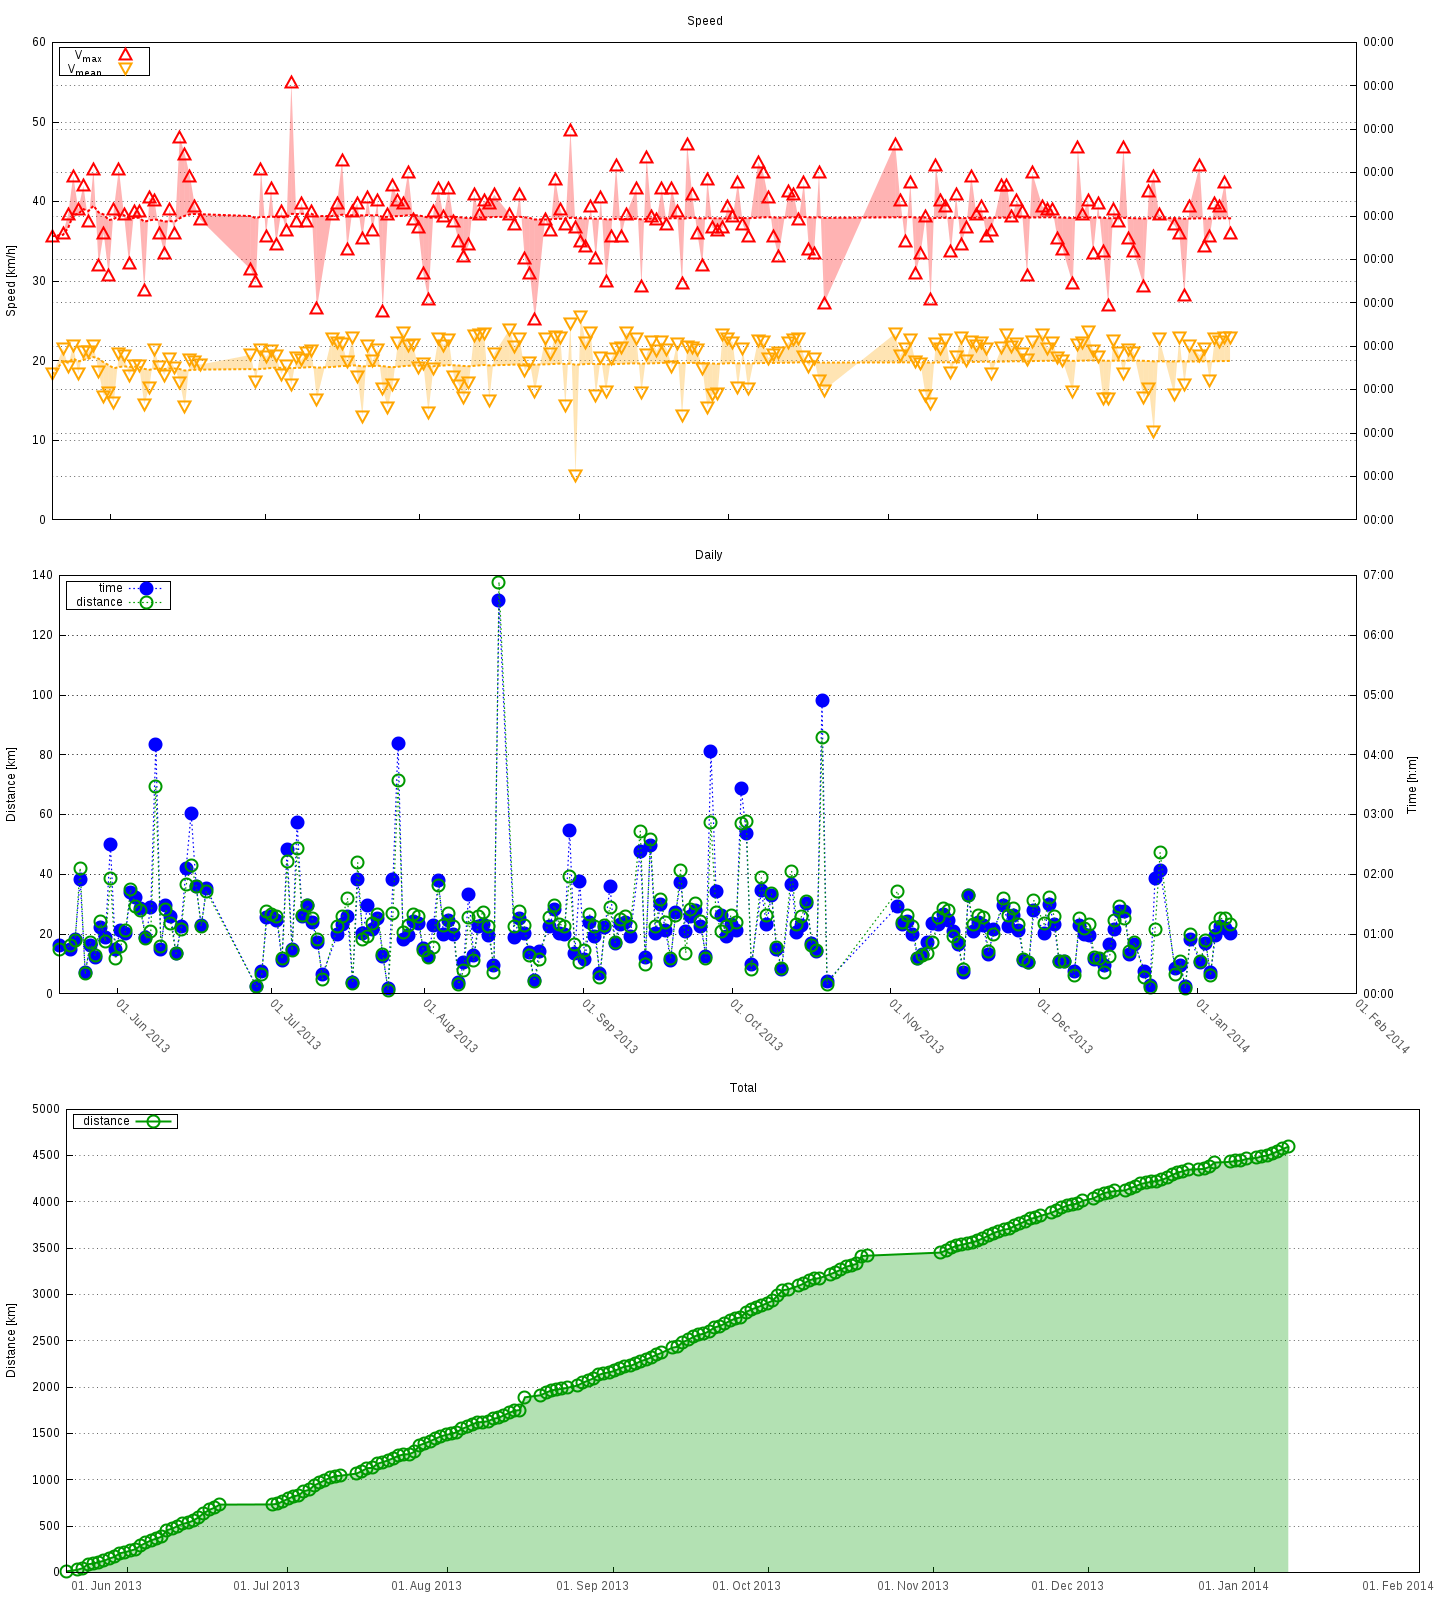 Speed
60
50
40
30
20
10
0
Speed [km/h]
Vmax
Vmean
00:00
00:00
00:00
00:00
00:00
00:00
00:00
00:00
00:00
00:00
00:00
00:00
Daily
140
120
100
80
60
40
20
0
Distance [km]
time
distance
07:00
06:00
05:00
04:00
03:00
02:00
01:00
00:00
Time [h:m]
01. Jun 2013
01. Jul 2013
01. Aug 2013
01. Sep 2013
01. Oct 2013
01. Nov 2013
01. Dec 2013
01. Jan 2014
01. Feb 2014
Total
5000
4500
4000
3500
3000
2500
2000
1500
1000
500
0
Distance [km]
distance
01. Jun 2013
01. Jul 2013
01. Aug 2013
01. Sep 2013
01. Oct 2013
01. Nov 2013
01. Dec 2013
01. Jan 2014
01. Feb 2014